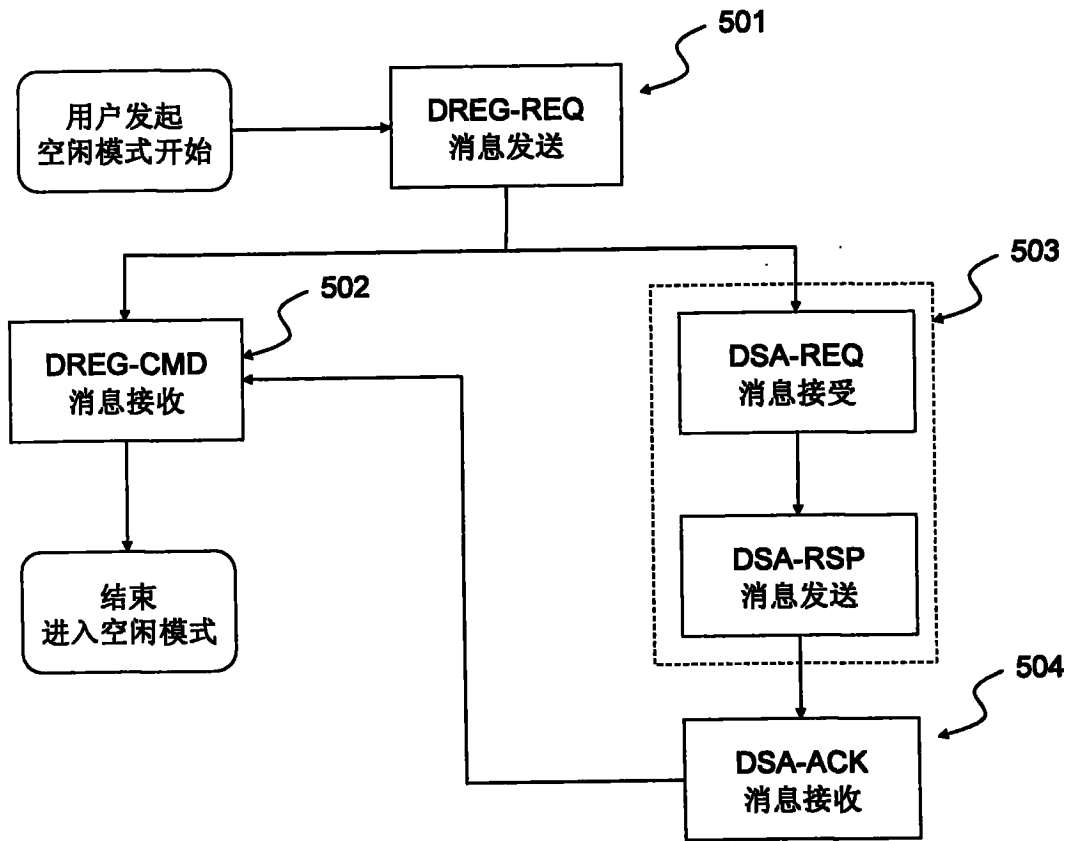 501
用户发起
空闲模式开始
DREG-REQ
消息发送
503
502
DREG-CMD
消息接收
DSA-REQ
消息接受
DSA-RSP
消息发送
结束
进入空闲模式
504
DSA-ACK
消息接收